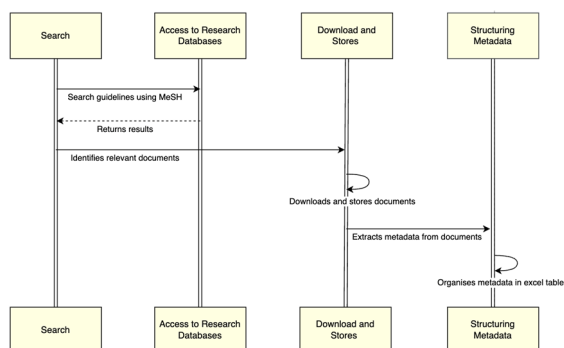 Search
Access to Research
Databases
Download and
Stores
Structuring
Metadata
Search guidelines using MeSH
Returns results
Identifies relevant documents
Downloads and stores documents
Extracts metadata from documents
Organises metadata in excel table
Search
Access to Research
Databases
Download and
Stores
Structuring
Metadata